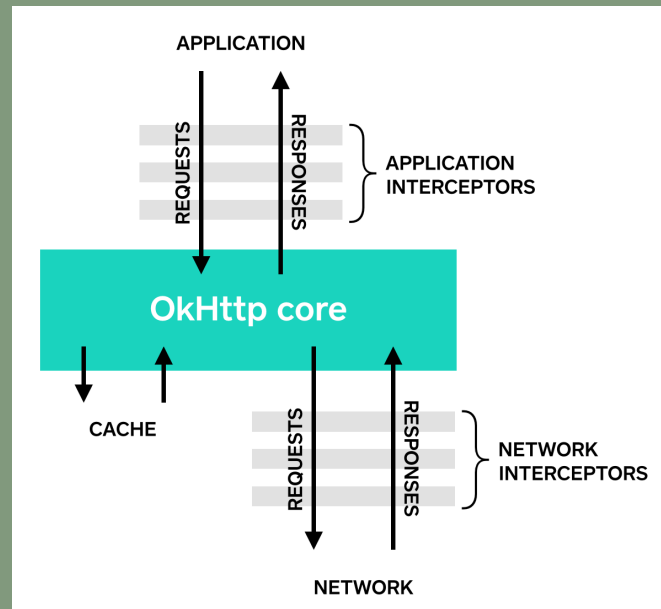 APPLICATION
REQUESTS
RESPONSES
APPLICATION
INTERCEPTORS
OkHttp core
CACHE
REQUESTS
RESPONSES
NETWORK
INTERCEPTORS
NETWORK